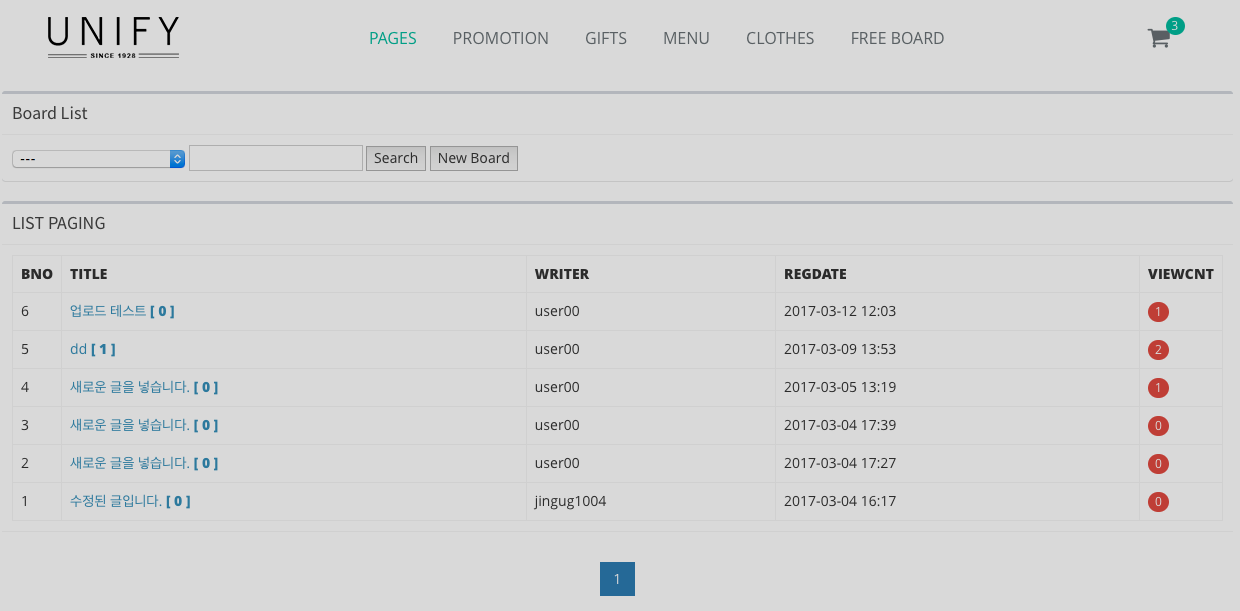 UNIFY
SINCE 1928
PAGES PROMOTION GIFTS MENU CLOTHES FREE BOARD 3
Board List
--- Search New Board
LIST PAGING
BNO TITLE WRITER REGDATE VIEWCNT
6 업로드 테스트 [ 0 ] user00 2017-03-12 12:03 1
5 dd [ 1 ] user00 2017-03-09 13:53 2
4 새로운 글을 넣습니다. [ 0 ] user00 2017-03-05 13:19 1
3 새로운 글을 넣습니다. [ 0 ] user00 2017-03-04 17:39 0
2 새로운 글을 넣습니다. [ 0 ] user00 2017-03-04 17:27 0
1 수정된 글입니다. [ 0 ] jingug1004 2017-03-04 16:17 0
1